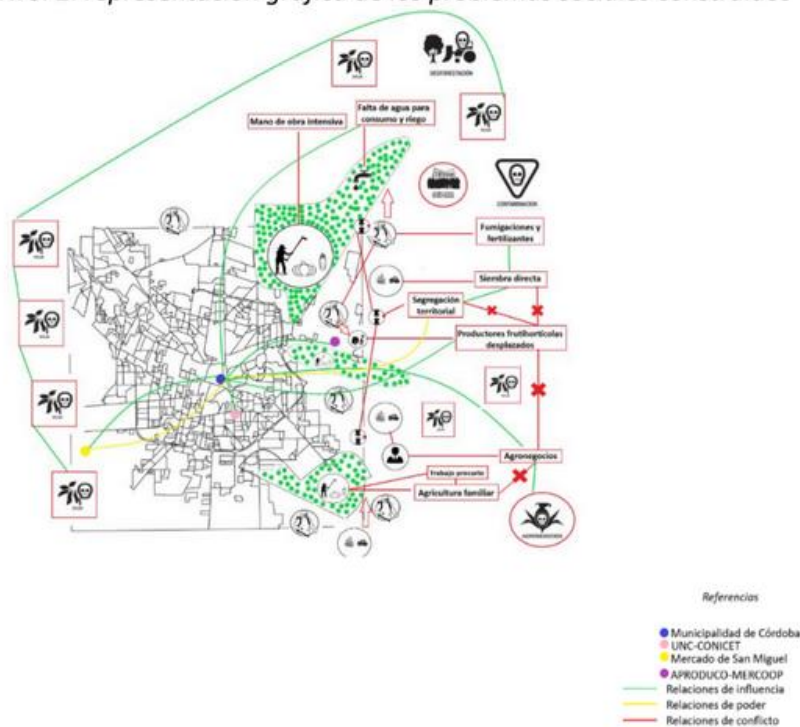 DEFORESTACIÓN
Mano de obra intensiva
Falta de agua para
consumo y riego
CONTAMINACION
Fumigaciones y
fertilizantes
Siembra directa
Segregación
territorial
Productores frutihortícolas
desplazados
Agronegocios
Trabajo precario
Agricultura familiar
Referencias
Municipalidad de Córdoba
UNC-CONICET
Mercado de San Miguel
APRODUCO-MERCOOP
Relaciones de influencia
Relaciones de poder
Relaciones de conflicto